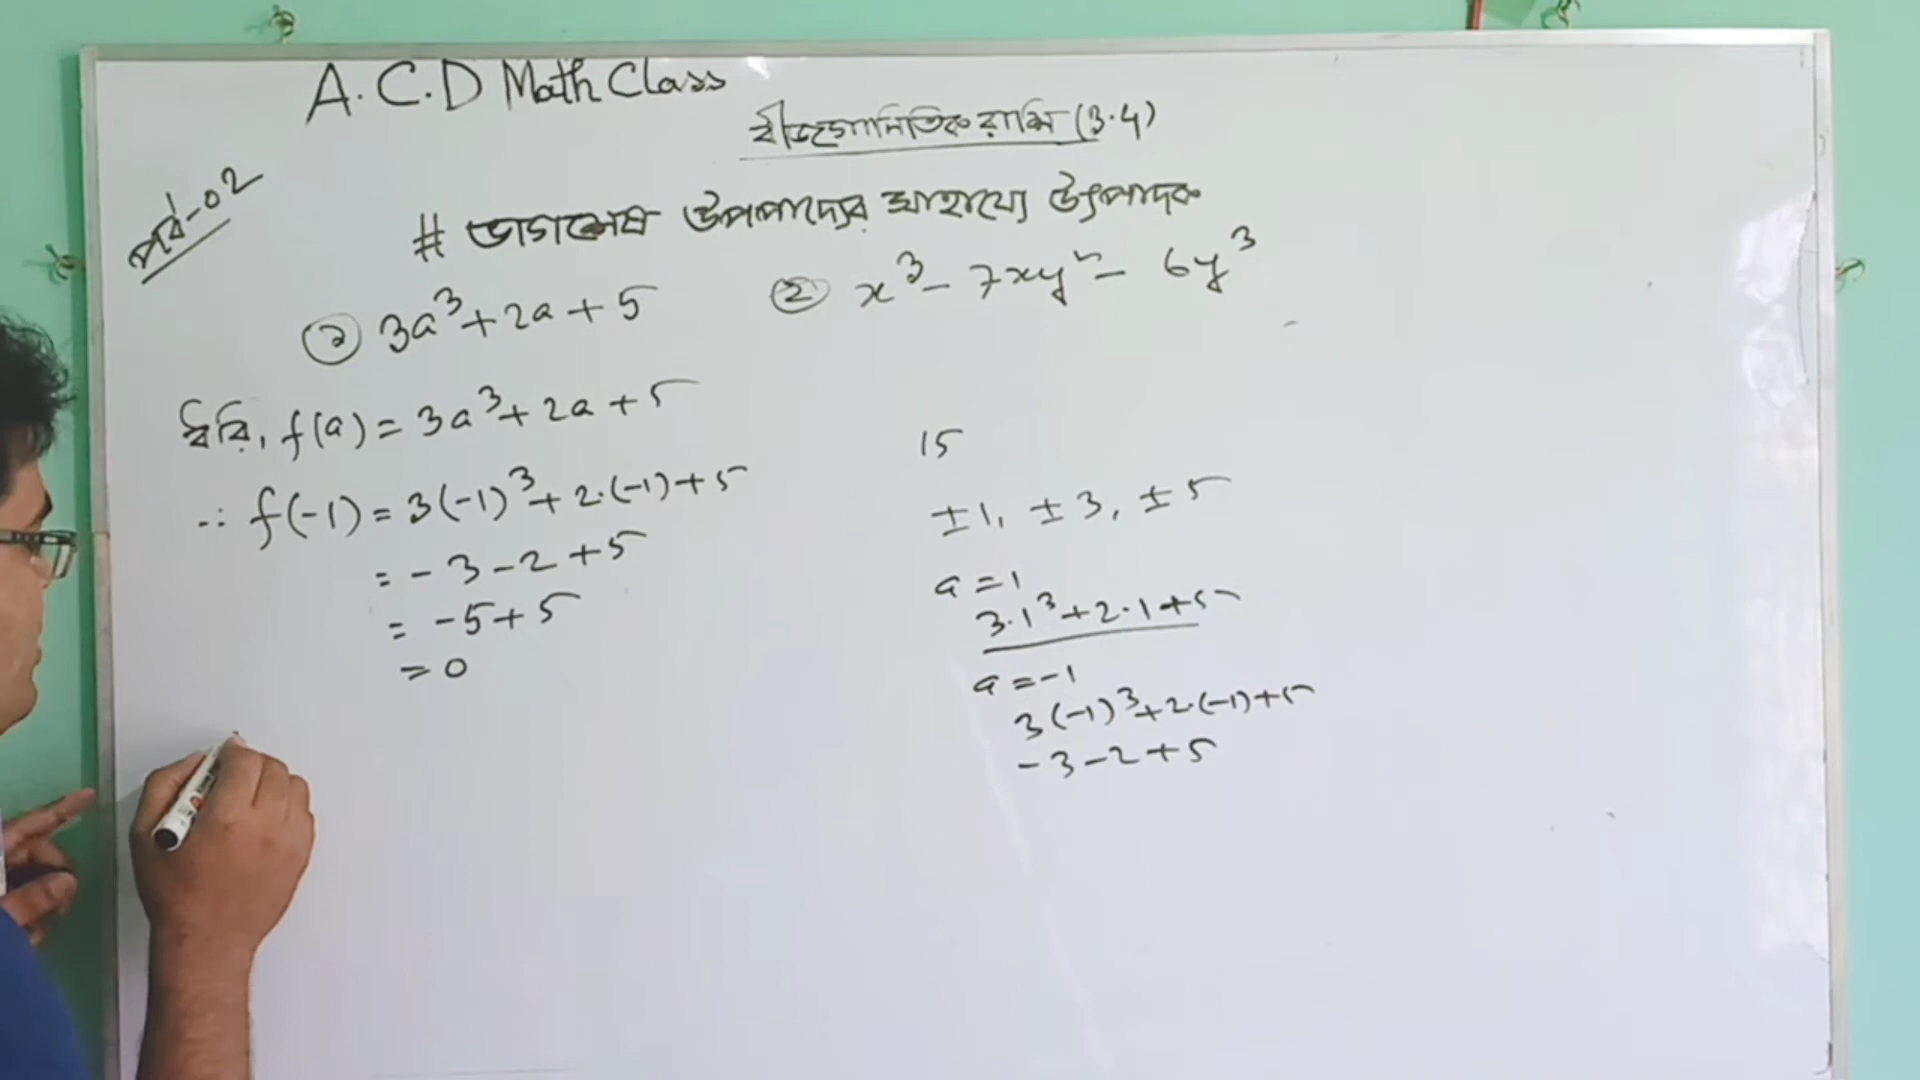 A.C.D Math Class
বীজগাণিতিক রাশি (3.4)
পর্ব-02
# ভাগশেষ উপপাদ্যের সাহায্যে উৎপাদক
① 3a³+2a+5
② x³-7xy²-6y³
ধরি, f(a) = 3a³+2a+5
∴ f(-1) = 3(-1)³+2.(-1)+5
= -3-2+5
= -5+5
= 0
15
±1, ±3, ±5
a=1
3.1³+2.1+5
a=-1
3(-1)³+2.(-1)+5
-3-2+5